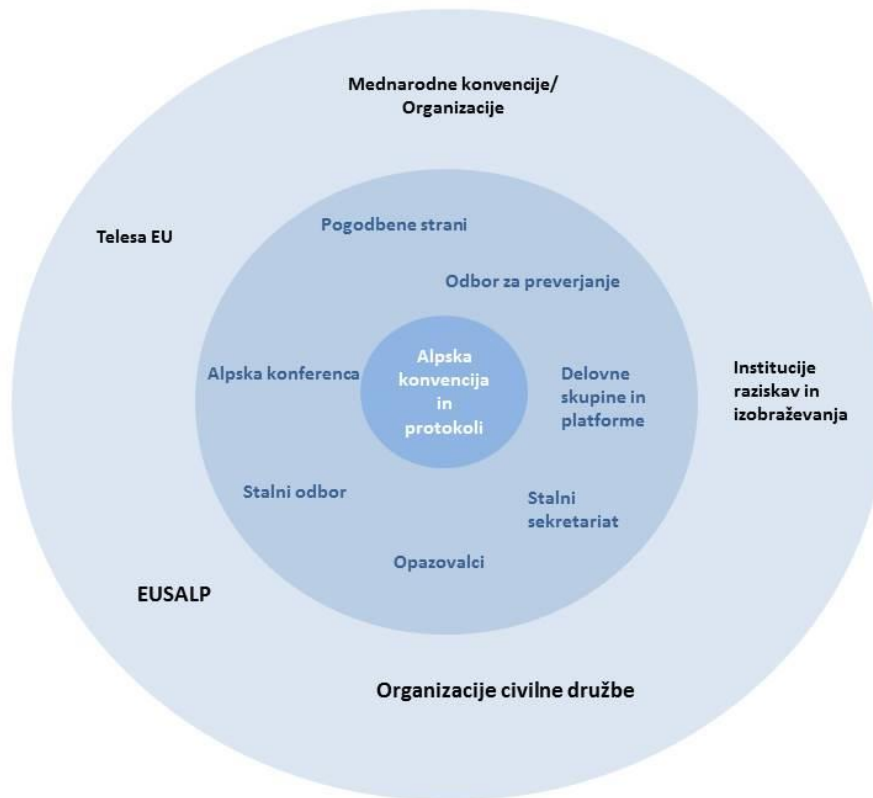 Mednarodne konvencije/
Organizacije
Pogodbene strani
Telesa EU
Odbor za preverjanje
Alpska konferenca
Alpska
konvencija
in
protokoli
Delovne
skupine in
platforme
Institucije
raziskav in
izobraževanja
Stalni odbor
Stalni
sekretariat
Opazovalci
EUSALP
Organizacije civilne družbe